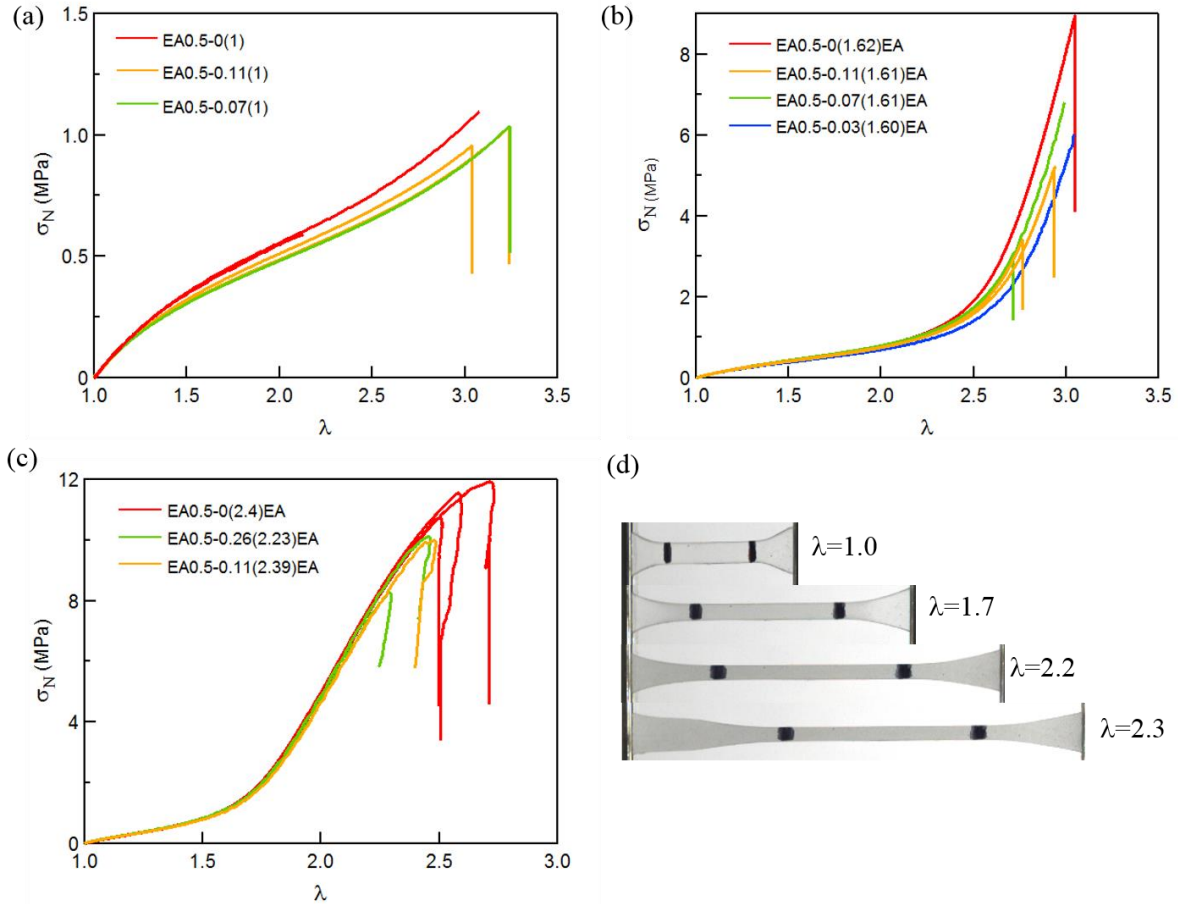 (a)
1.5
1.0
0.5
0
σN (MPa)
EA0.5-0(1)
EA0.5-0.11(1)
EA0.5-0.07(1)
1.0 1.5 2.0 2.5 3.0 3.5
λ
(b)
8
6
4
2
0
σN (MPa)
EA0.5-0(1.62)EA
EA0.5-0.11(1.61)EA
EA0.5-0.07(1.61)EA
EA0.5-0.03(1.60)EA
1.0 1.5 2.0 2.5 3.0 3.5
λ
(c)
12
8
4
0
σN (MPa)
EA0.5-0(2.4)EA
EA0.5-0.26(2.23)EA
EA0.5-0.11(2.39)EA
1.0 1.5 2.0 2.5 3.0
λ
(d)
λ=1.0
λ=1.7
λ=2.2
λ=2.3